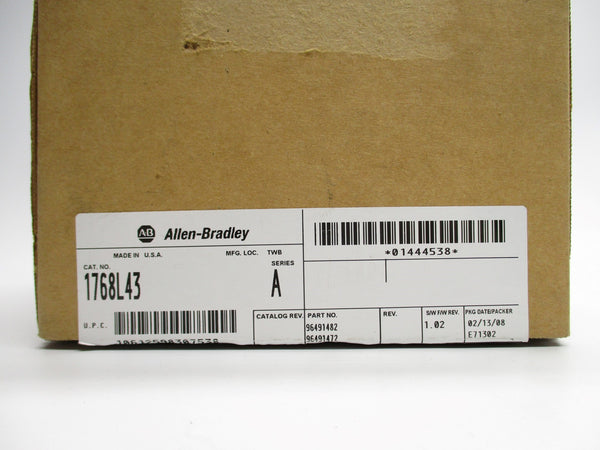 AB Allen-Bradley
MADE IN U.S.A. MFG. LOC. TWB
CAT. NO. SERIES
1768L43 A
U.P.C.
*01444538*
CATALOG REV. PART NO. REV. S/W F/W REV. PKG DATE/PACKER
96491482 1.02 02/13/08
96491472 E71302